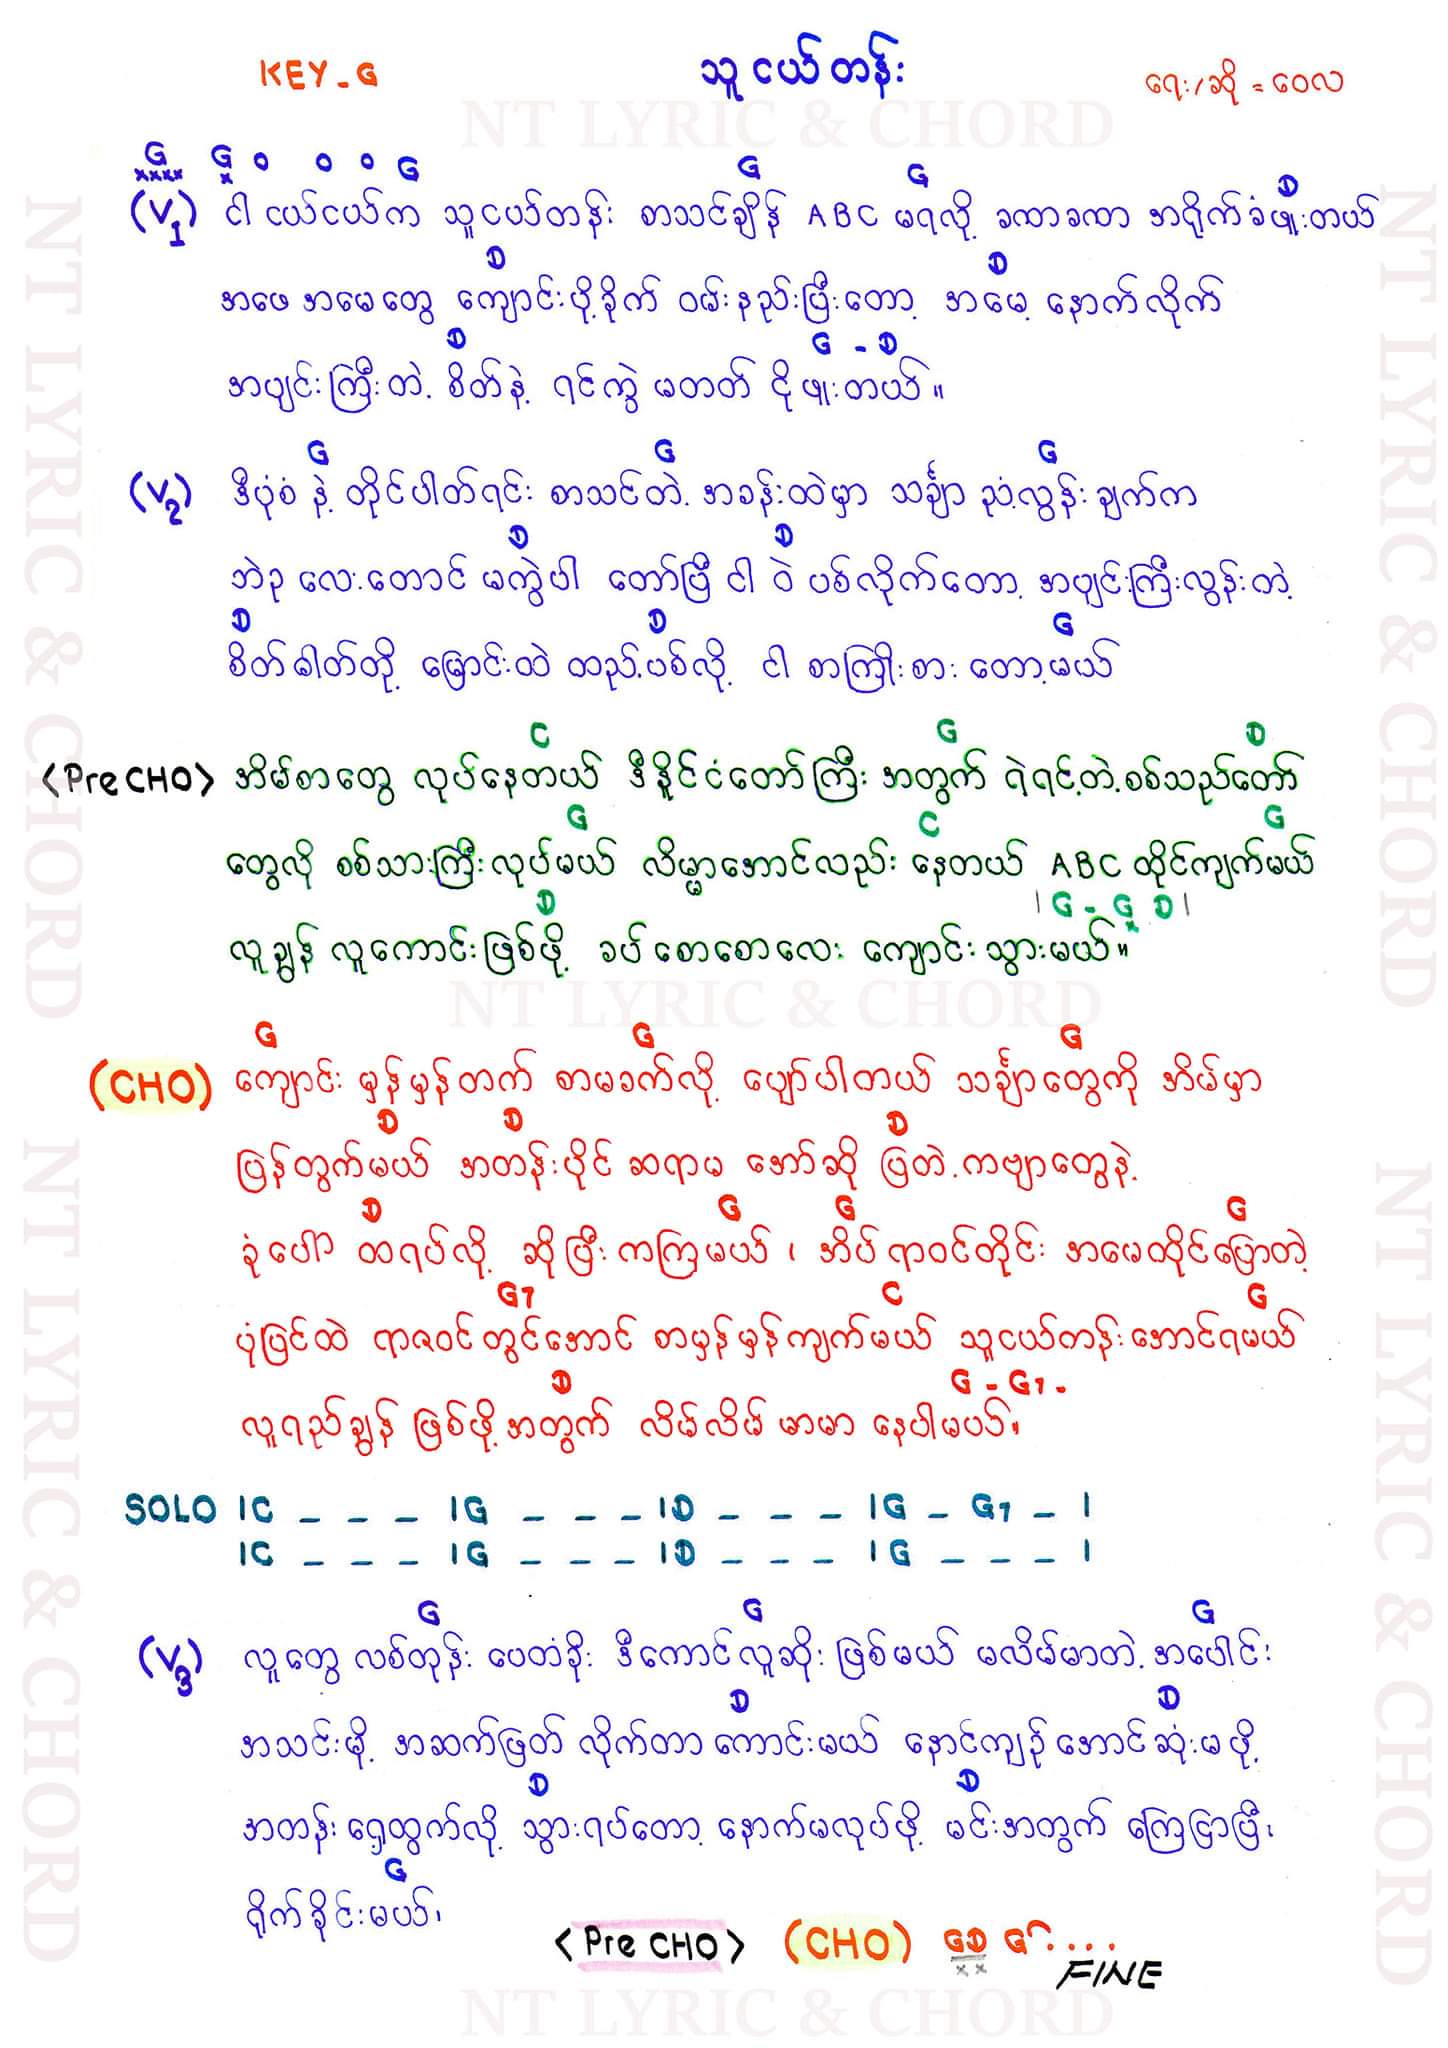 KEY - G
သူငယ်တန်း
ရေး/ဆို = ဝေလ
NT LYRIC & CHORD
G G o o o G G G D
(V1) ငါ ငယ်ငယ်က သူငယ်တန်း စာသင်ချိန် ABC မရလို့ ခဏခဏ အရိုက်ခံဖူးတယ်
D D
အဖေ အမေတွေ ကျောင်းပို့ခိုက် ဝမ်းနည်းပြီးတော့ အမေ့ နောက်လိုက်
D G - D
အပျင်းကြီးတဲ့ စိတ်နဲ့ ရင်ကွဲ မတတ် ငိုဖူးတယ်။
G G G
(V2) ဒီပုံစံ နဲ့ တိုင်ပါတ်ရင်း စာသင်တဲ့ အခန်းထဲမှာ သင်္ချာ ညံ့လွန်းချက်က
D D
ဘဲဥ လေးတောင် မကွဲပါ တော်ပြီ ငါ ဝဲ ပစ်လိုက်တော့ အပျင်းကြီးလွန်းတဲ့
D D G
စိတ်ဓါတ်တို့ မြောင်းထဲ ထည့်ပစ်လို့ ငါ စာကြိုးစား တော့မယ်
C G D
<Pre CHO> အိမ်စာတွေ လုပ်နေတယ် ဒီနိုင်ငံတော်ကြီး အတွက် ရဲရင့်တဲ့ စစ်သည်တော်
G C G
တွေလို စစ်သားကြီးလုပ်မယ် လိမ္မာအောင်လည်း နေတယ် ABC ထိုင်ကျက်မယ်
D | G - G D |
လူချွန် လူကောင်းဖြစ်ဖို့ ခပ်စောစောလေး ကျောင်းသွားမယ်။
NT LYRIC & CHORD
G G G
(CHO) ကျောင်း မှန်မှန်တက် စာမခက်လို့ ပျော်ပါတယ် သင်္ချာတွေကို အိမ်မှာ
D D D
ပြန်တွက်မယ် အတန်းပိုင် ဆရာမ အော်ဆို ပြတဲ့ ကဗျာတွေနဲ့
D G G G
ခုံပေါ် ထရပ်လို့ ဆိုပြီး ကကြမယ် ၊ အိပ်ရာဝင်တိုင်း အမေထိုင်ပြောတဲ့
G7 C G
ပုံပြင်ထဲ ရာဇဝင်တွင်အောင် စာမှန်မှန်ကျက်မယ် သူငယ်တန်းအောင်ရမယ်
D G - G7 -
လူရည်ချွန် ဖြစ်ဖို့အတွက် လိမ်လိမ် မာမာ နေပါမယ်၊
SOLO | C _ _ _ | G _ _ _ | D _ _ _ | G _ G7 _ |
| C _ _ _ | G _ _ _ | D _ _ _ | G _ _ _ |
G G G
(V3) လူတွေ လစ်တုန်း ပေတံခိုး ဒီကောင်လူဆိုးဖြစ်မယ် မလိမ်မာတဲ့ အပေါင်း
D D
အသင်းမို့ အဆက်ဖြတ် လိုက်တာ ကောင်းမယ် နောင်ကျဉ်အောင်ဆုံးမဖို့
D D
အတန်းရှေ့ထွက်လို့ သွားရပ်တော့ နောက်မလုပ်ဖို့ မင်းအတွက် ကြေငြာပြီး
G
ရိုက်ခိုင်းမယ်၊
<Pre CHO> (CHO) GD G ....
FINE
NT LYRIC & CHORD
NT LYRIC & CHORD
NT LYRIC & CHORD
NT LYRIC & CHORD
NT LYRIC & CHORD